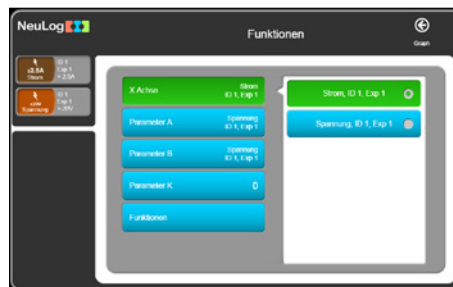 NeuLog
Funktionen
Graph
ID 1
Exp 1
±2.5A
Strom
ID 1
Exp 1
Spannung
X Achse
Strom
ID 1, Exp 1
Strom, ID 1, Exp 1
Parameter A
Spannung
ID 1, Exp 1
Spannung, ID 1, Exp 1
Parameter B
Spannung
ID 1, Exp 1
Parameter K
0
Funktionen